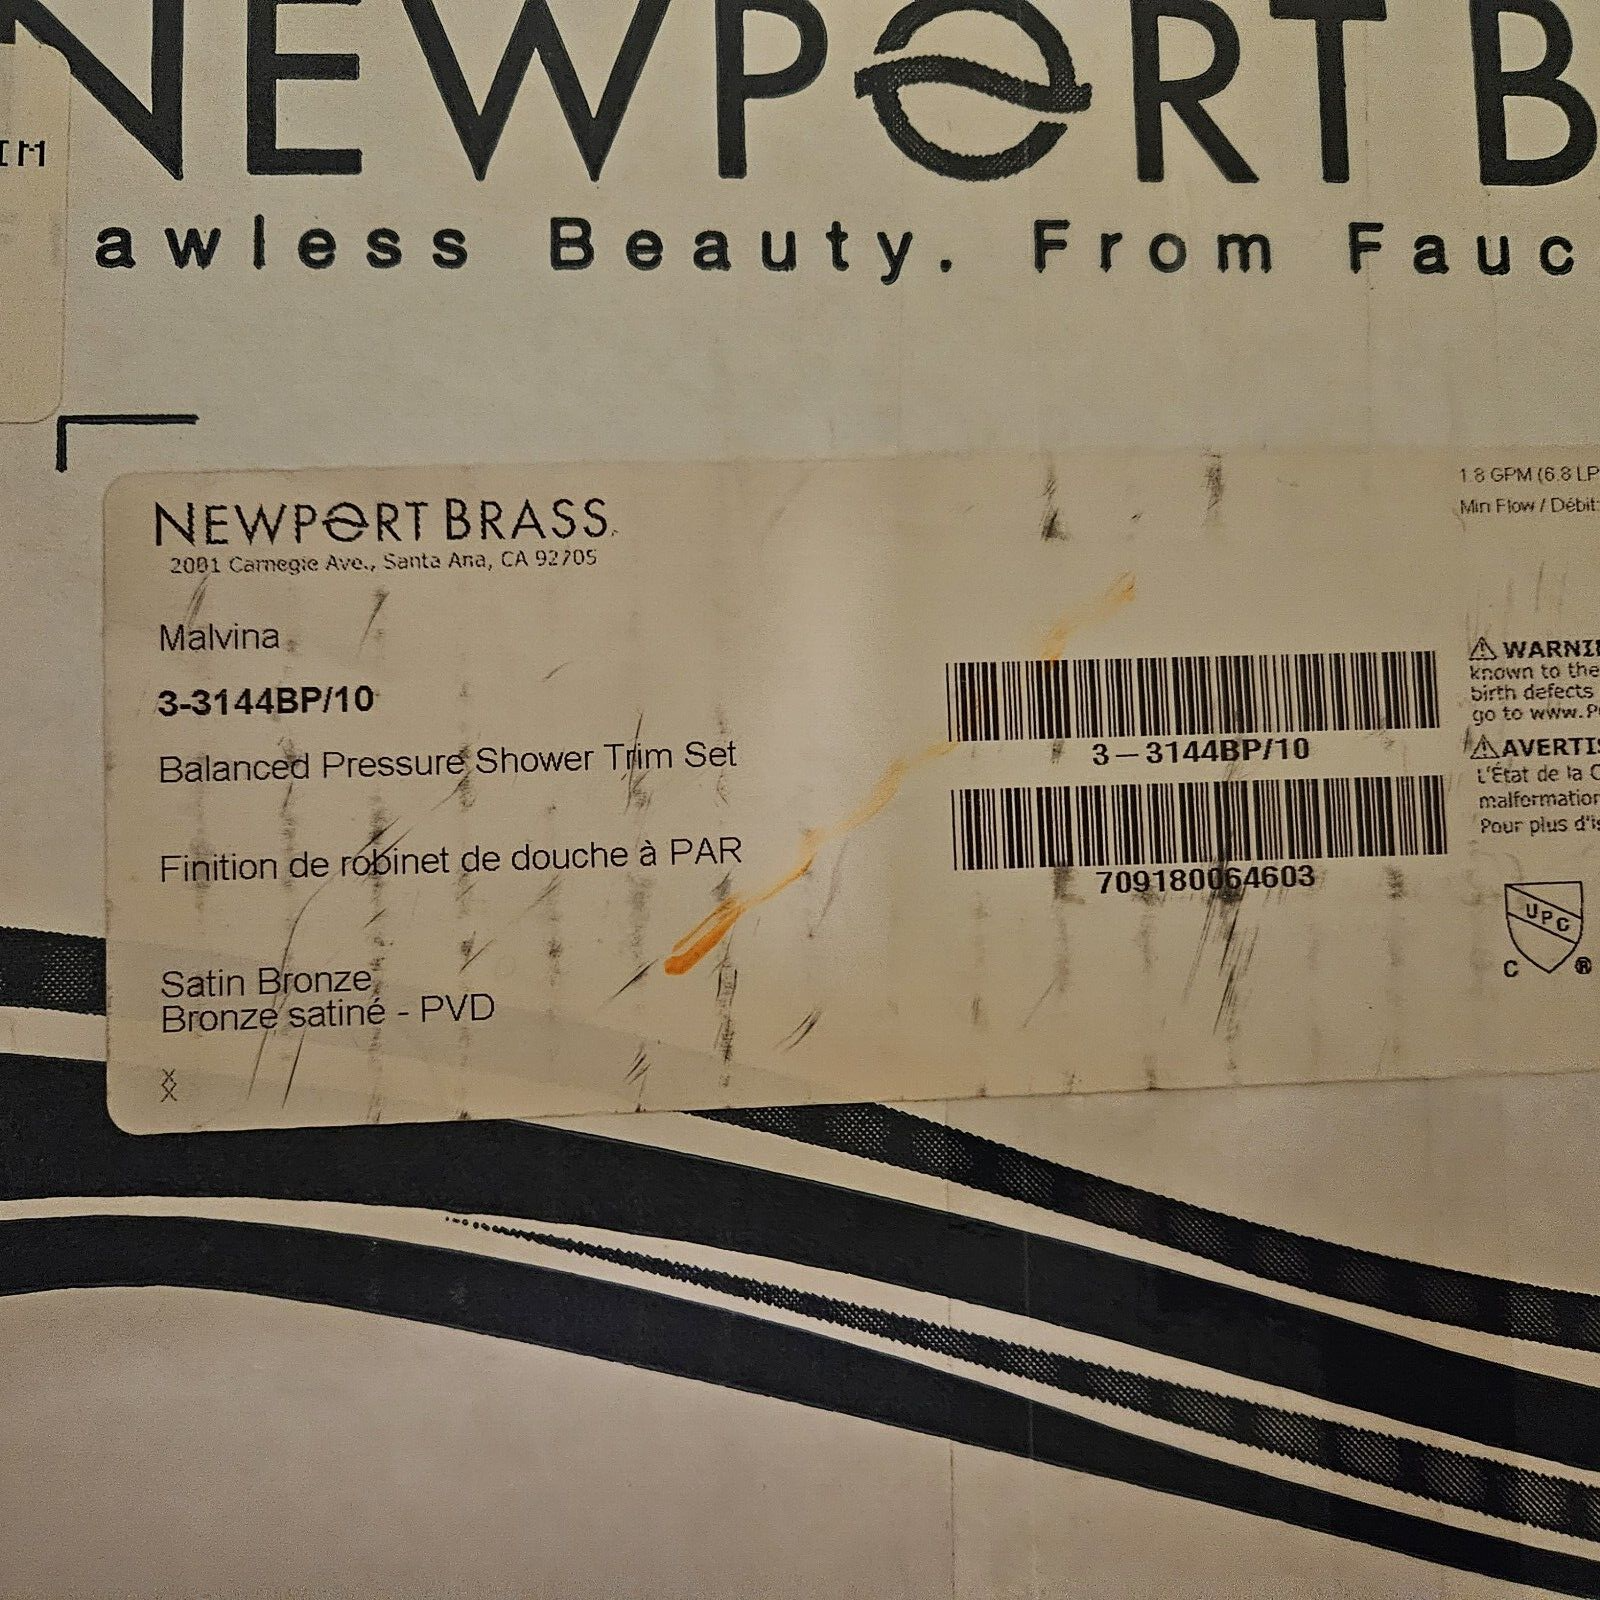 NEWPORT B
awless Beauty. From Fauc
IM
NEWPORT BRASS
2001 Carnegie Ave., Santa Ana, CA 92705
Malvina
3-3144BP/10
Balanced Pressure Shower Trim Set
Finition de robinet de douche à PAR
Satin Bronze
Bronze satiné - PVD
XX
3-3144BP/10
709180064603
1.8 GPM (6.8 LP
Min Flow / Débit:
⚠ WARNI
known to the
birth defects
go to www.P
⚠ AVERTIS
L'État de la C
malformation
Pour plus d'i
UPC
C ®